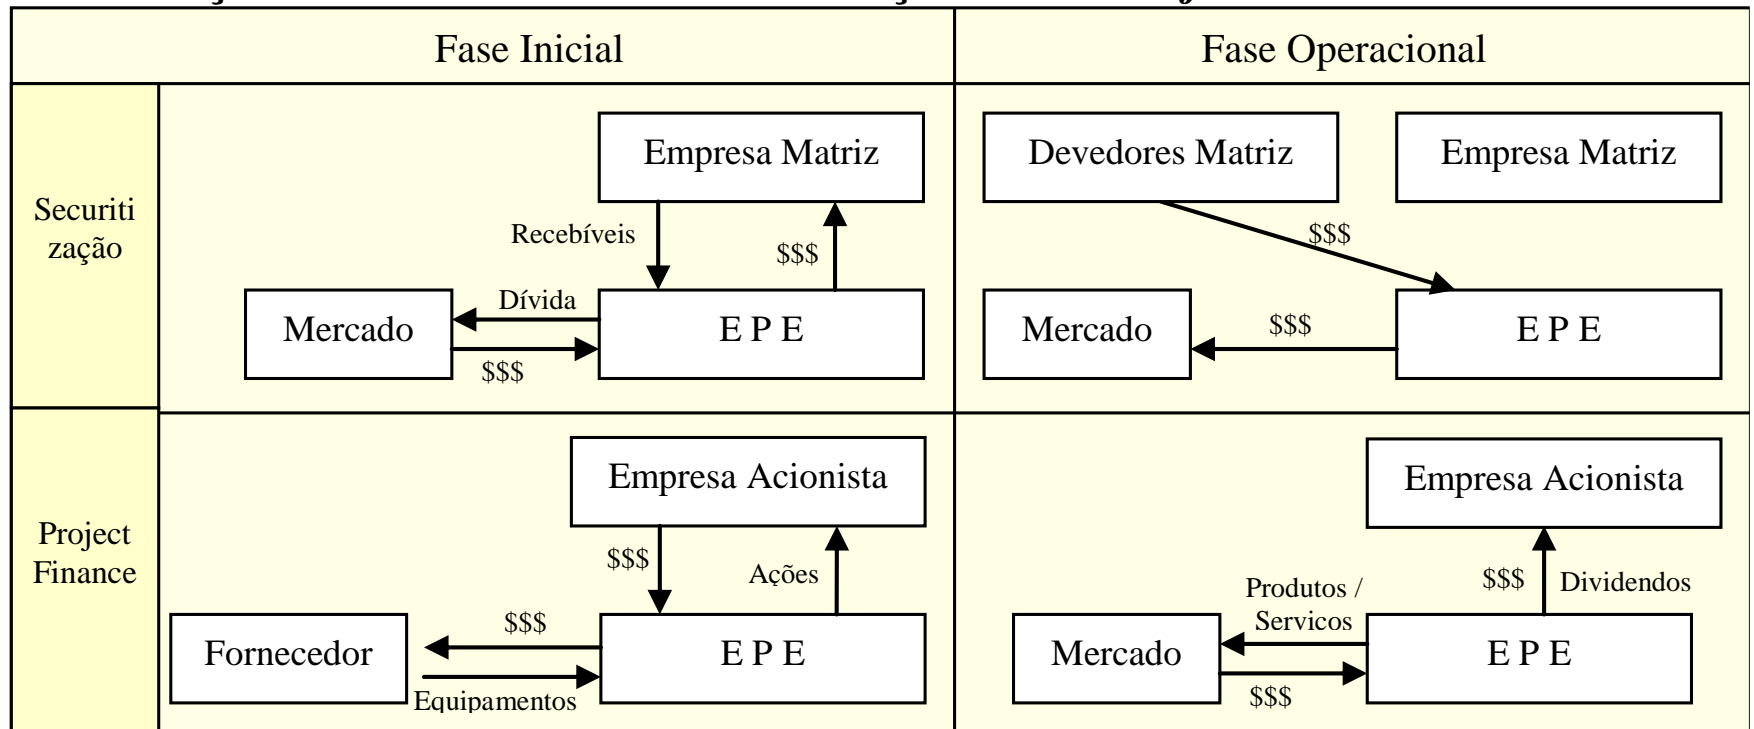 Fase Inicial
Fase Operacional
Securiti
zação
Empresa Matriz
Recebíveis
$$$
Dívida
Mercado
E P E
$$$
Devedores Matriz
Empresa Matriz
$$$
Mercado
$$$
E P E
Project
Finance
Empresa Acionista
$$$
Ações
$$$
Fornecedor
E P E
Equipamentos
Empresa Acionista
$$$
Dividendos
Produtos /
Servicos
Mercado
E P E
$$$